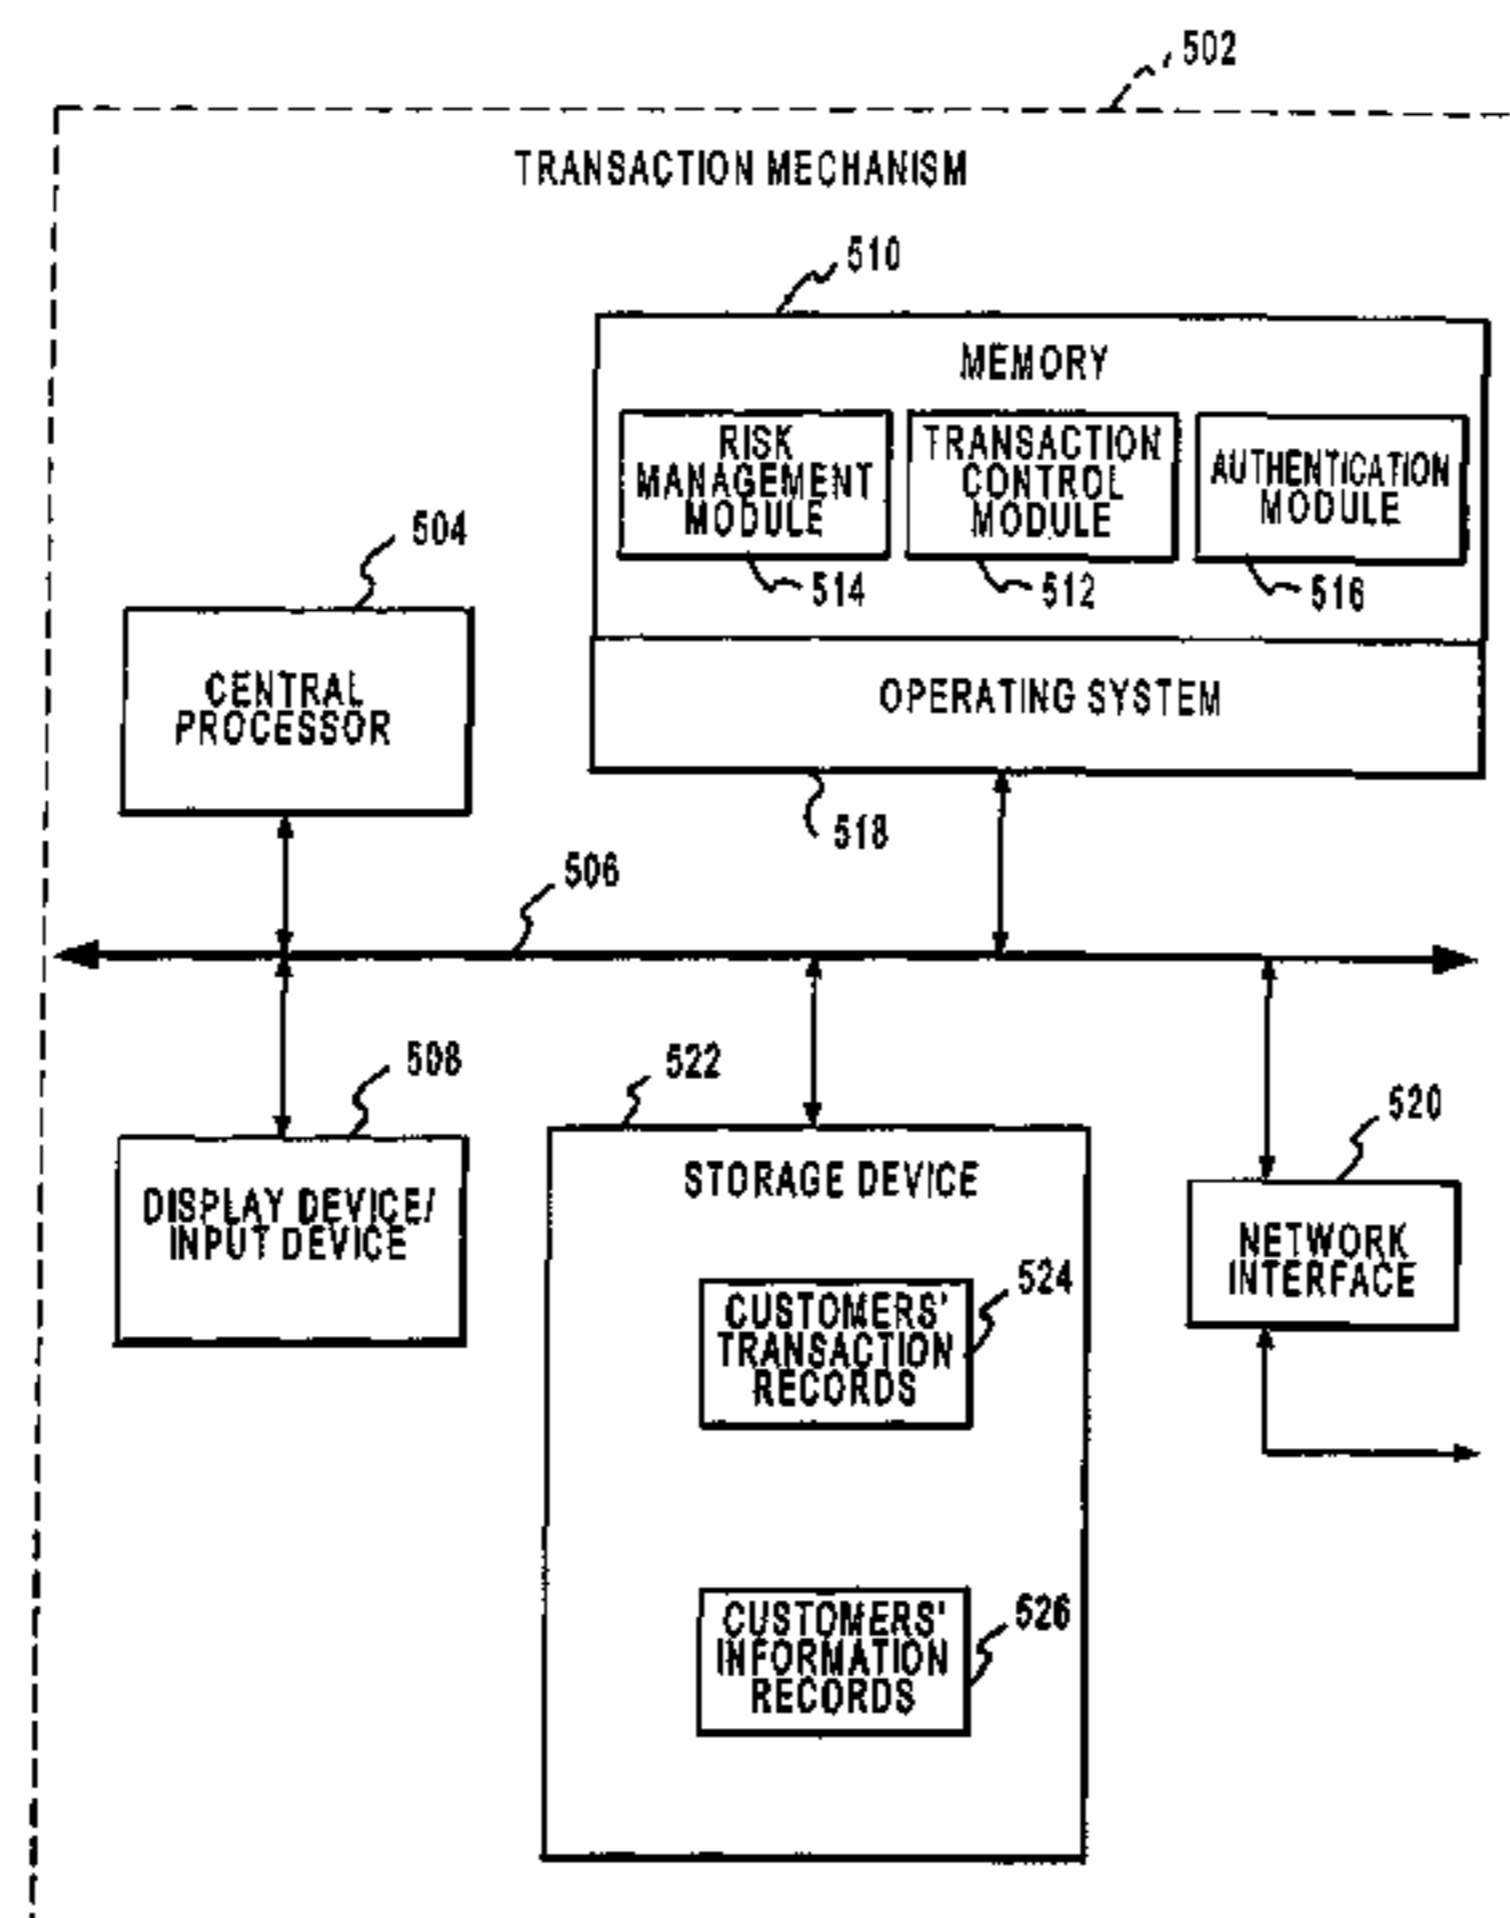 502
TRANSACTION MECHANISM
510
MEMORY
RISK
MANAGEMENT
MODULE
TRANSACTION
CONTROL
MODULE
AUTHENTICATION
MODULE
514
512
516
504
CENTRAL
PROCESSOR
OPERATING SYSTEM
518
506
508
DISPLAY DEVICE/
INPUT DEVICE
522
STORAGE DEVICE
520
NETWORK
INTERFACE
524
CUSTOMERS'
TRANSACTION
RECORDS
526
CUSTOMERS'
INFORMATION
RECORDS